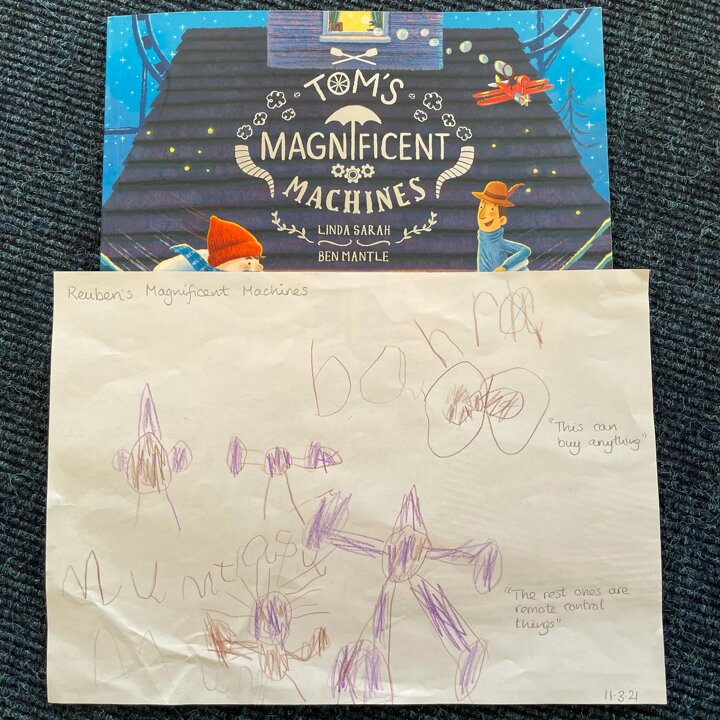 TOM'S
MAGNIFICENT
MACHINES
LINDA SARAH
BEN MANTLE
Reuben's Magnificent Machines
"This can
buy anything"
"The rest ones are
remote control
things"
11-3-21